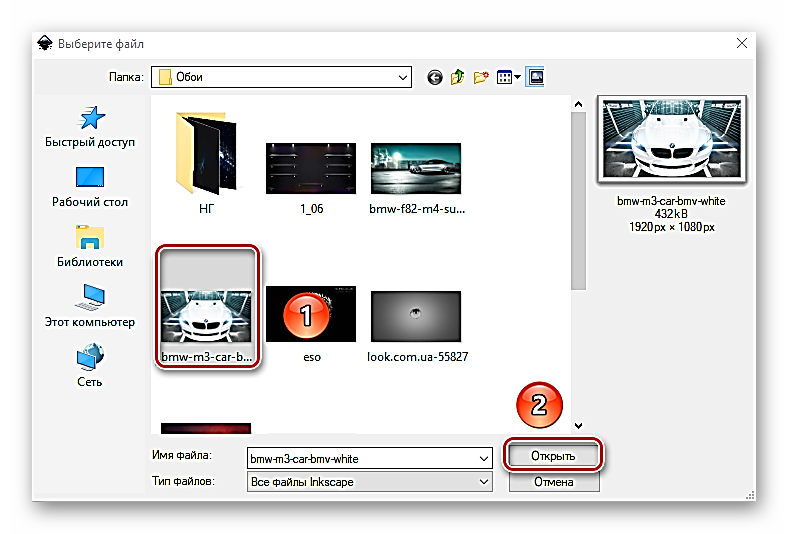 Выберите файл
Папка:
Обои
Быстрый доступ
Рабочий стол
Библиотеки
Этот компьютер
Сеть
НГ
1_06
bmw-f82-m4-su...
bmw-m3-car-b...
1
eso
look.com.ua-55827
bmw-m3-car-bmv-white
432 kB
1920 px × 1080 px
2
Имя файла:
bmw-m3-car-bmv-white
Открыть
Тип файлов:
Все файлы Inkscape
Отмена